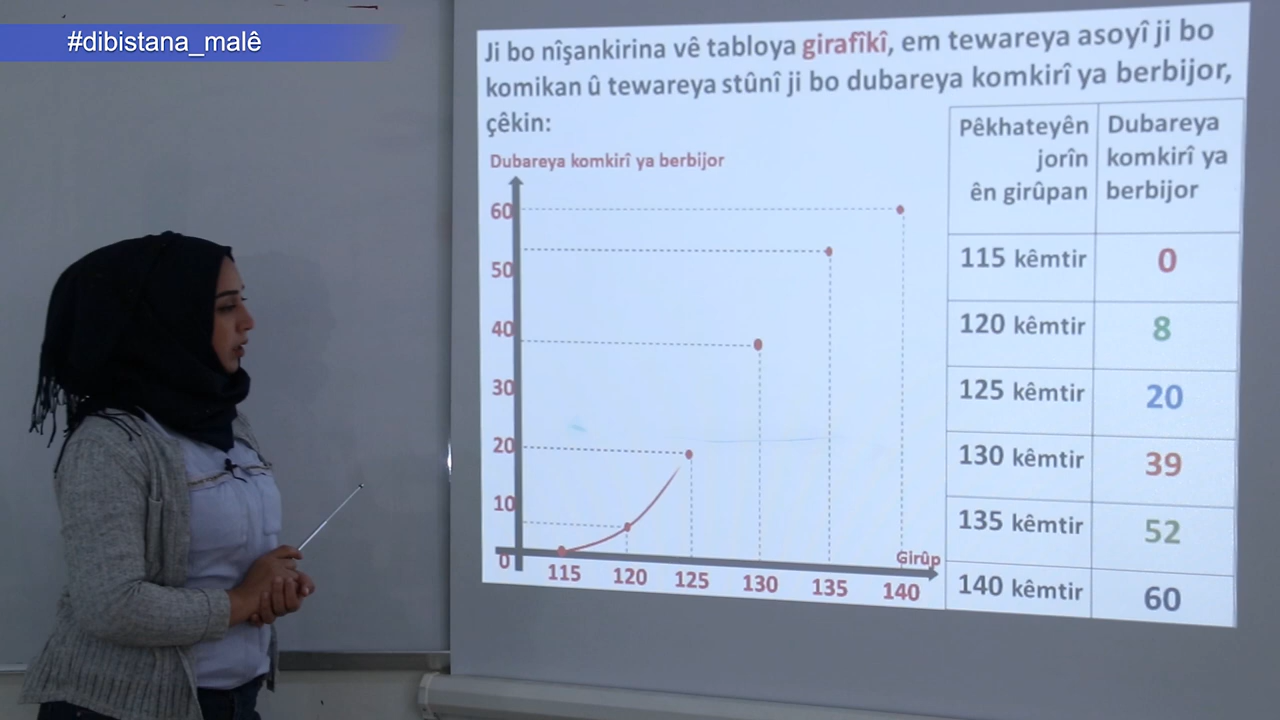 #dibistana_malê
Ji bo nîşankirina vê tabloya girafîkî, em tewareya asoyî ji bo
komikan û tewareya stûnî ji bo dubareya komkirî ya berbijor,
çêkin:
Dubareya komkirî ya berbijor
60
50
40
30
20
10
0
115 120 125 130 135 140
Girûp
Pêkhateyên
jorîn
ên girûpan
Dubareya
komkirî ya
berbijor
115 kêmtir 0
120 kêmtir 8
125 kêmtir 20
130 kêmtir 39
135 kêmtir 52
140 kêmtir 60